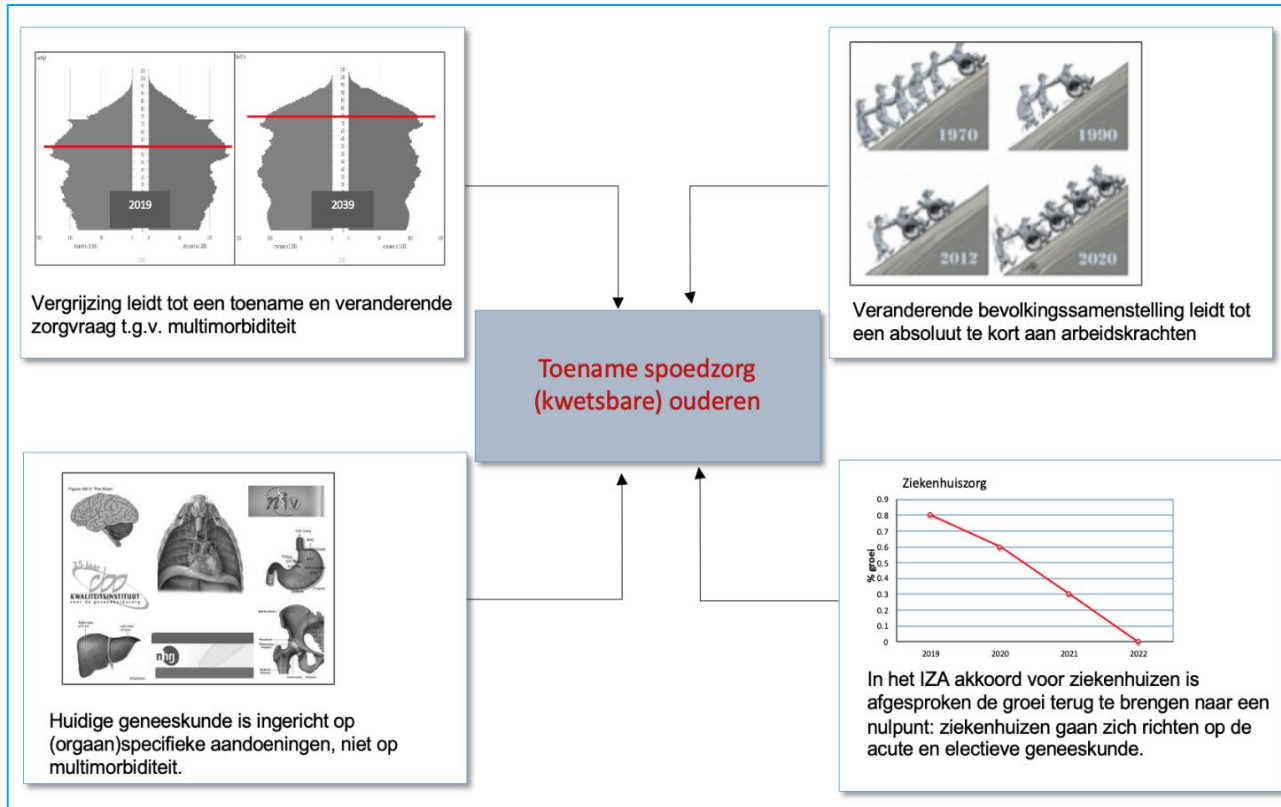 2019
2039
Vergrijzing leidt tot een toename en veranderende
zorgvraag t.g.v. multimorbiditeit
1970
1990
2012
2020
Veranderende bevolkingssamenstelling leidt tot
een absoluut te kort aan arbeidskrachten
Toename spoedzorg
(kwetsbare) ouderen
25 jaar
KWALITEITSINSTITUUT
nhg
Huidige geneeskunde is ingericht op
(orgaan)specifieke aandoeningen, niet op
multimorbiditeit.
Ziekenhuiszorg
% groei
0.9
0.8
0.7
0.6
0.5
0.4
0.3
0.2
0.1
0
2019 2020 2021 2022
In het IZA akkoord voor ziekenhuizen is
afgesproken de groei terug te brengen naar een
nulpunt: ziekenhuizen gaan zich richten op de
acute en electieve geneeskunde.